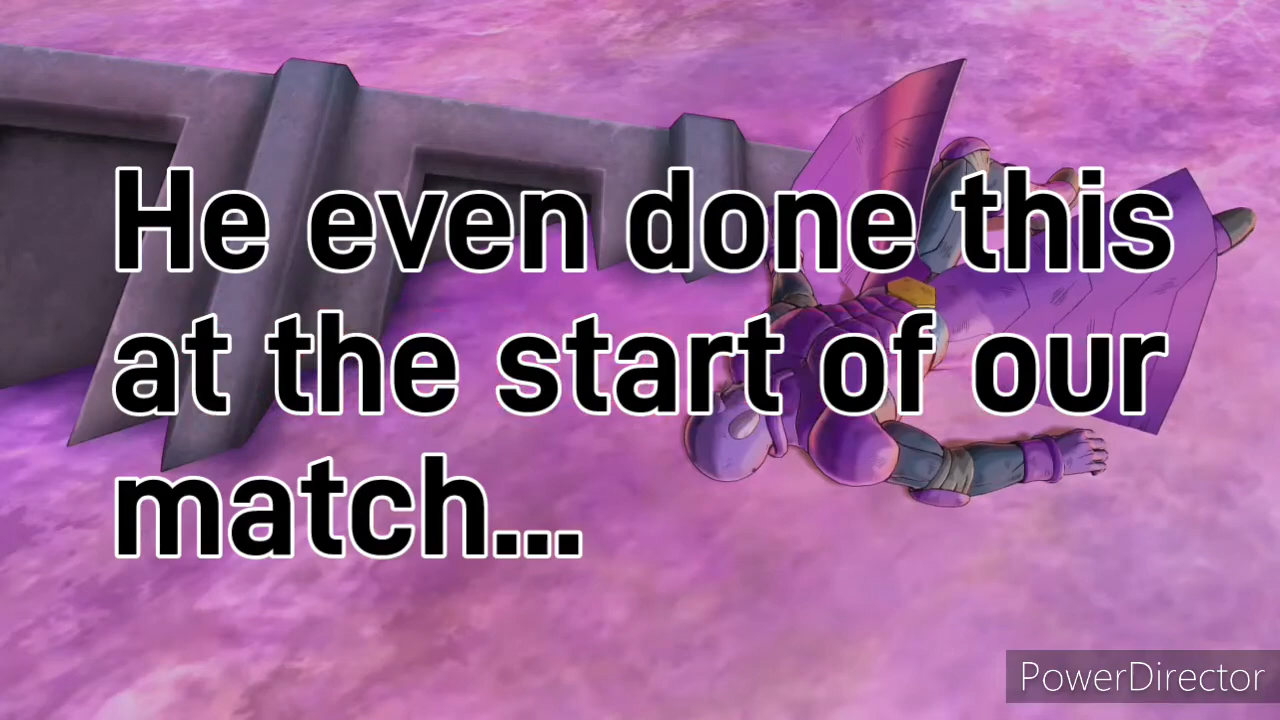 He even done this
at the start of our
match...
PowerDirector